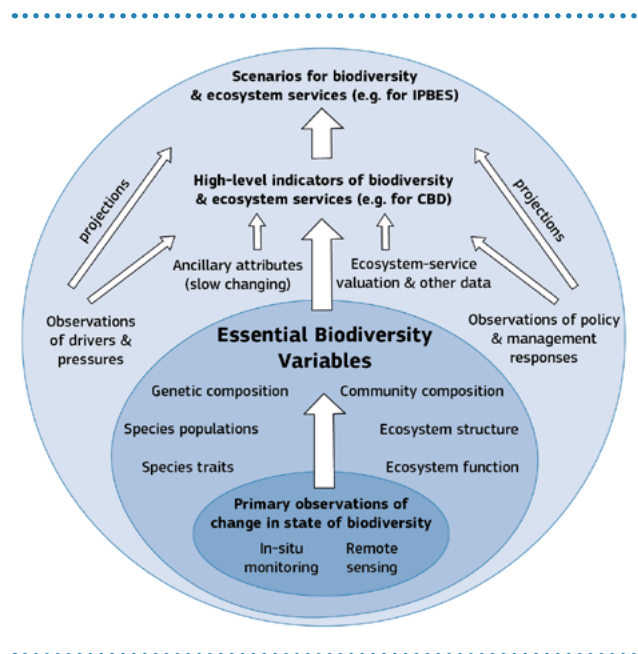 Scenarios for biodiversity
& ecosystem services (e.g. for IPBES)
projections
projections
High-level indicators of biodiversity
& ecosystem services (e.g. for CBD)
Ancillary attributes
(slow changing)
Ecosystem-service
valuation & other data
Observations
of drivers &
pressures
Observations of policy
& management
responses
Essential Biodiversity
Variables
Genetic composition
Community composition
Species populations
Ecosystem structure
Species traits
Ecosystem function
Primary observations of
change in state of biodiversity
In-situ
monitoring
Remote
sensing